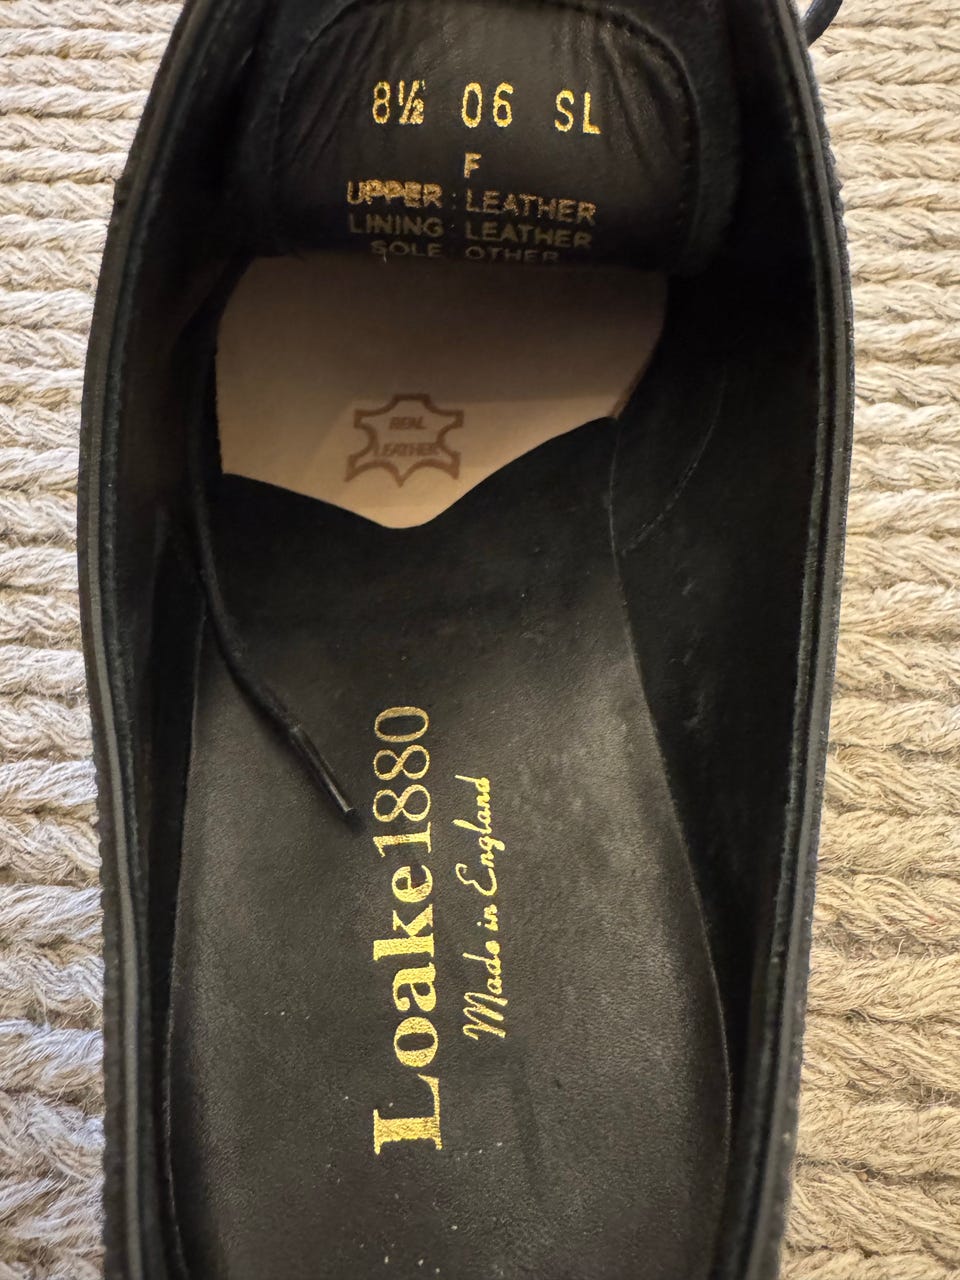 8½ 06 SL
F
UPPER : LEATHER
LINING : LEATHER
SOLE OTHER
REAL
LEATHER
Loake1880
Made in England